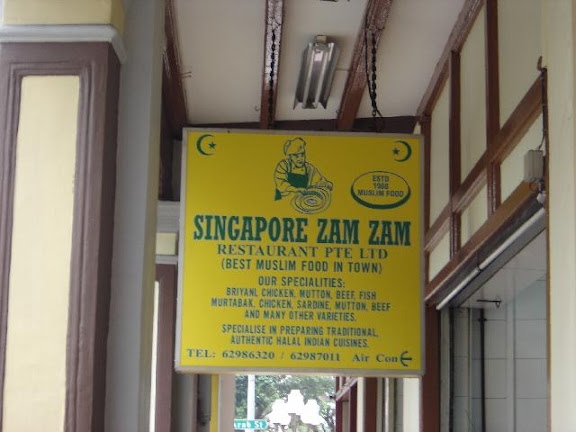 ESTD
1908
MUSLIM FOOD
SINGAPORE ZAM ZAM
RESTAURANT PTE LTD
(BEST MUSLIM FOOD IN TOWN)
OUR SPECIALITIES:
BRIYANI, CHICKEN, MUTTON, BEEF, FISH
MURTABAK, CHICKEN, SARDINE, MUTTON, BEEF
AND MANY OTHER VARIETIES.
SPECIALISE IN PREPARING TRADITIONAL,
AUTHENTIC HALAL INDIAN CUISINES.
TEL: 62986320 / 62987011 Air Con
Arab St